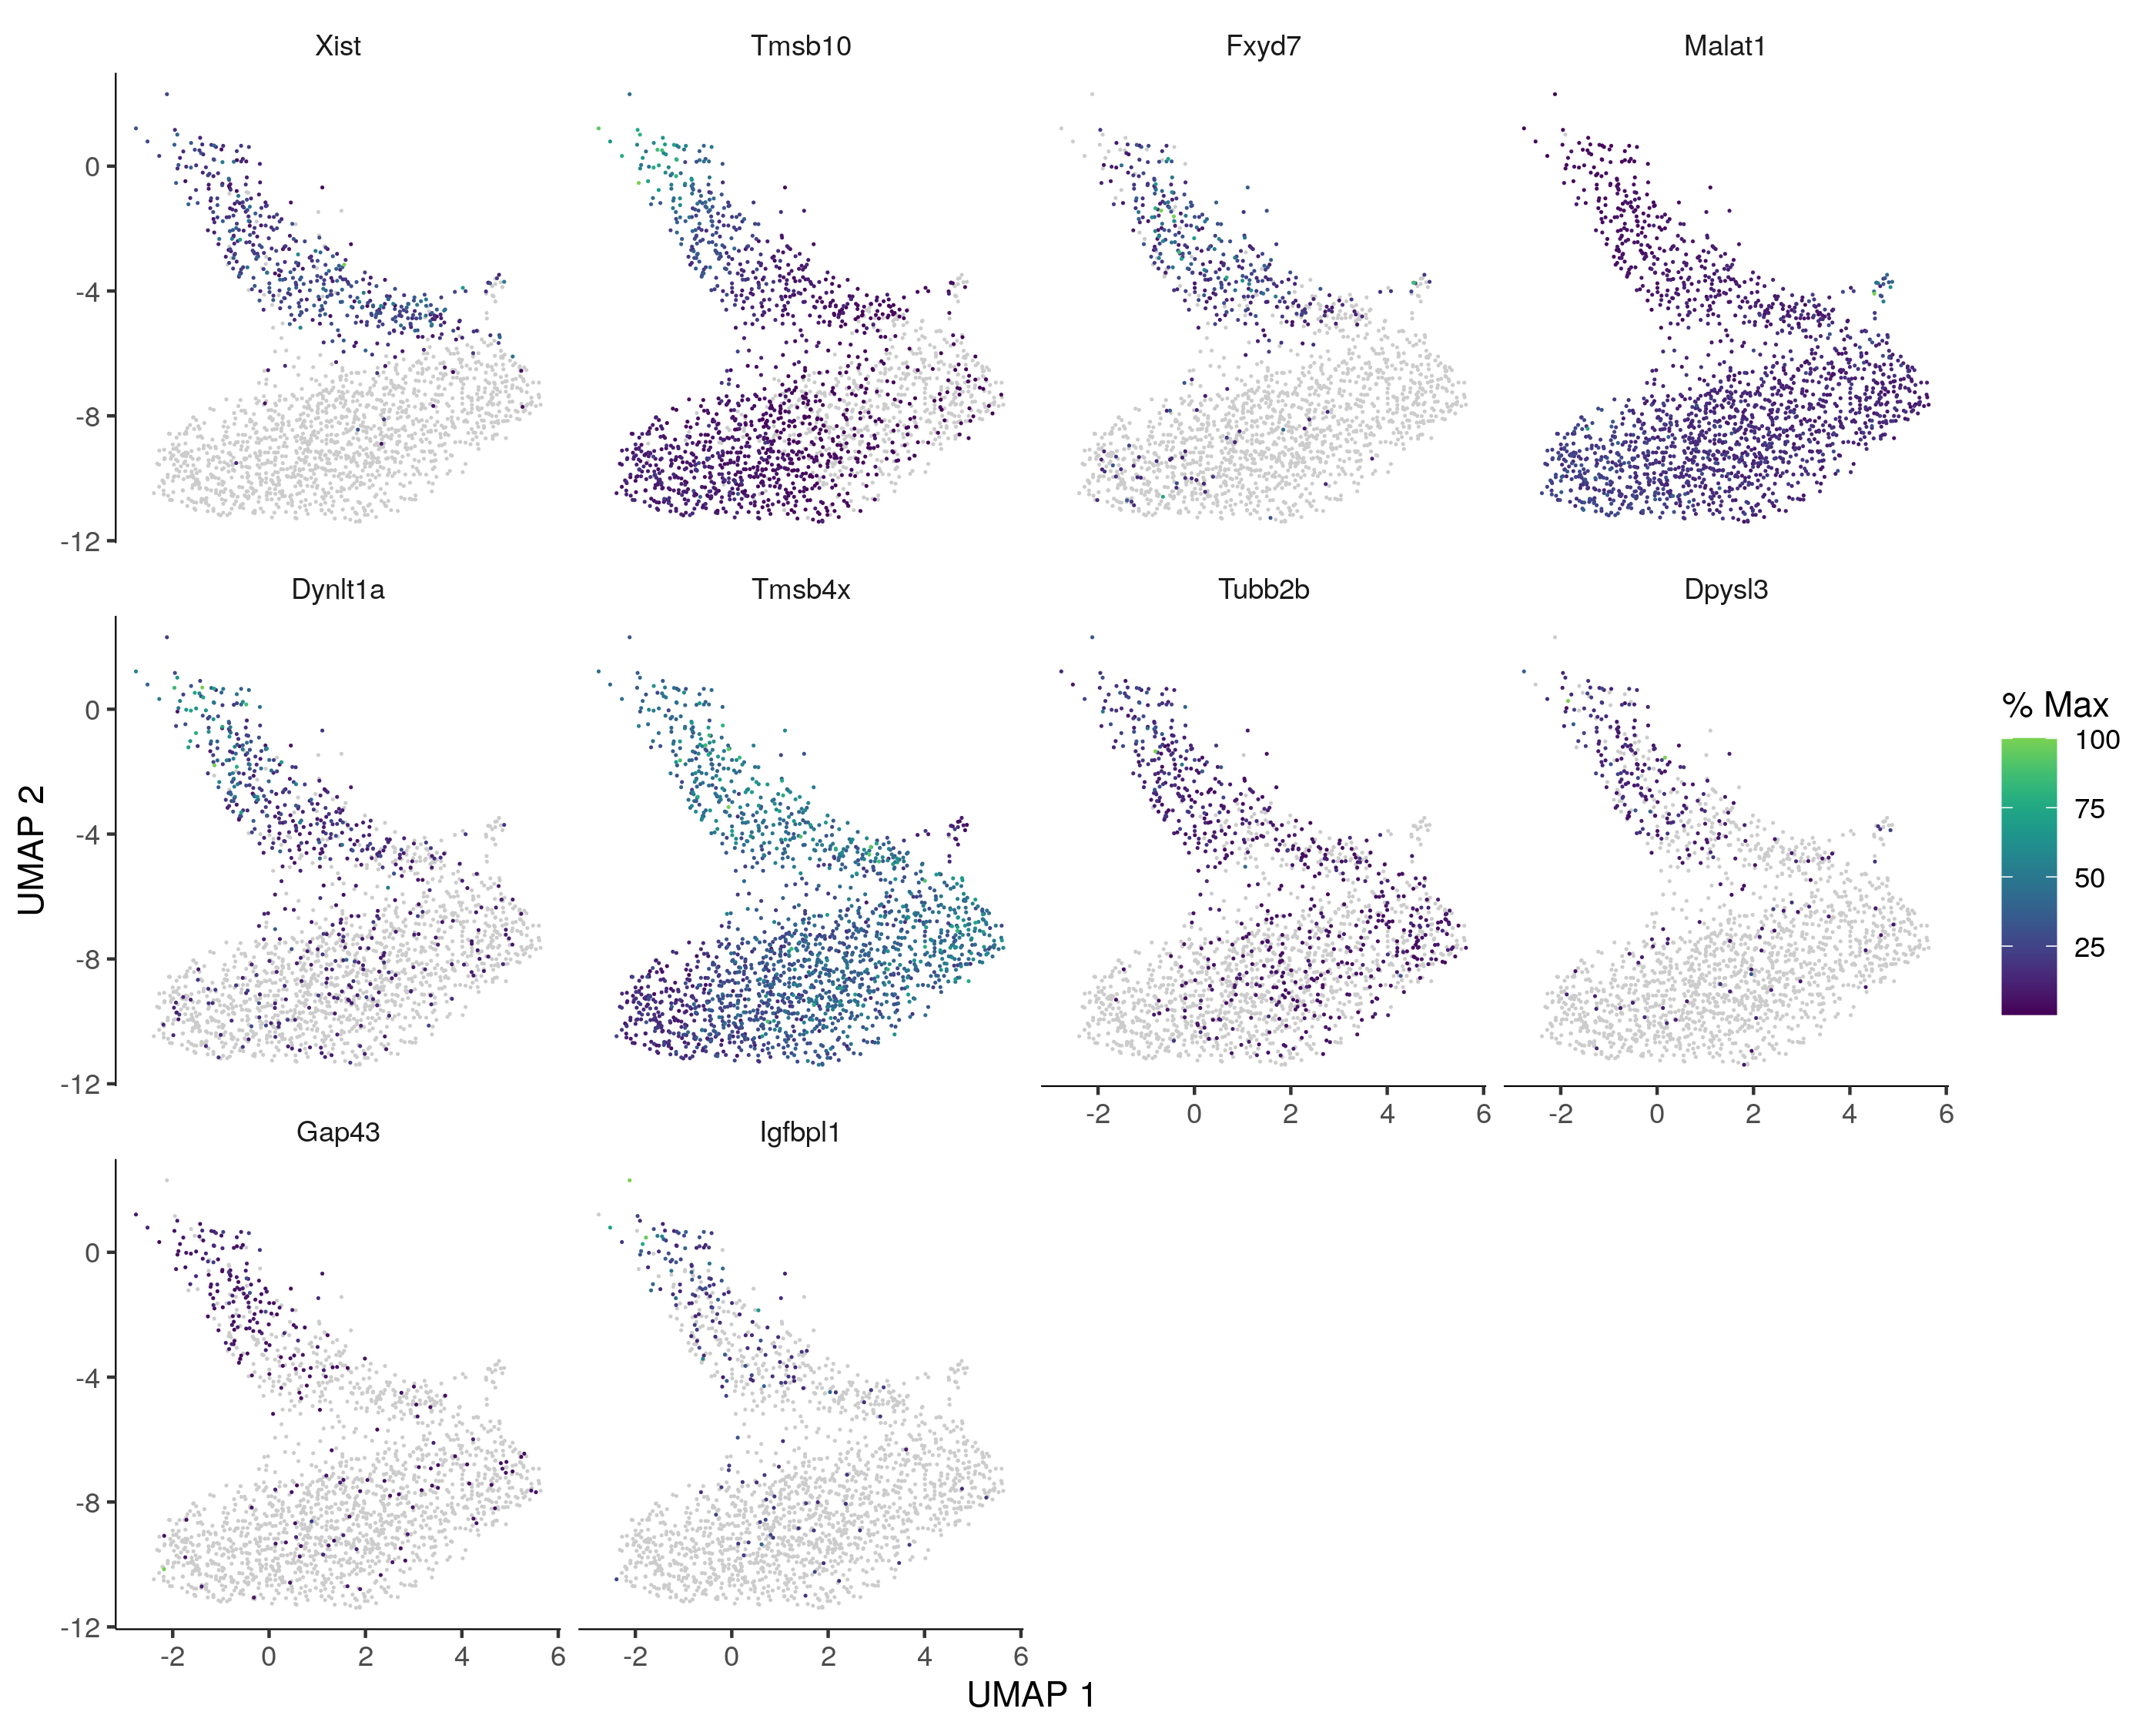 Xist Tmsb10 Fxyd7 Malat1
0
-4
-8
-12
Dynlt1a Tmsb4x Tubb2b Dpysl3
0
-4
-8
-12
-2 0 2 4 6 -2 0 2 4 6
Gap43 Igfbpl1
0
-4
-8
-12
-2 0 2 4 6 -2 0 2 4 6
UMAP 1
UMAP 2
% Max
100
75
50
25